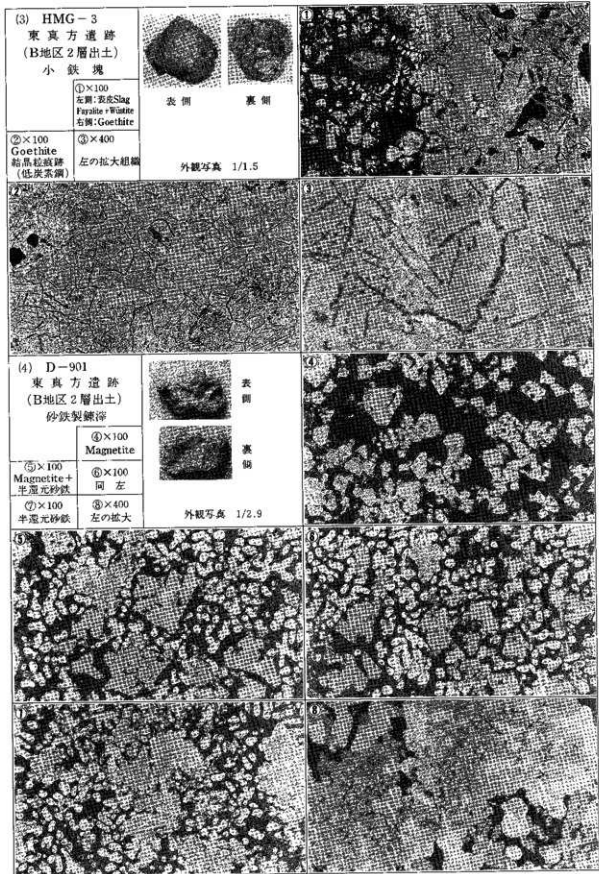 (3) HMG-3
東真方遺跡
(B地区2層出土)
小鉄塊
①×100
左側:表皮Slag
Fayalite+Wüstite
右側:Goethite
②×100
Goethite
結晶粒痕跡
(低炭素鋼)
③×400
左の拡大組織
表側
裏側
外観写真 1/1.5
①
②
③
(4) D-901
東真方遺跡
(B地区2層出土)
砂鉄製錬滓
④×100
Magnetite
⑤×100
Magnetite+
半還元砂鉄
⑥×100
同左
⑦×100
半還元砂鉄
⑧×400
左の拡大
表側
裏側
外観写真 1/2.9
④
⑤
⑥
⑦
⑧